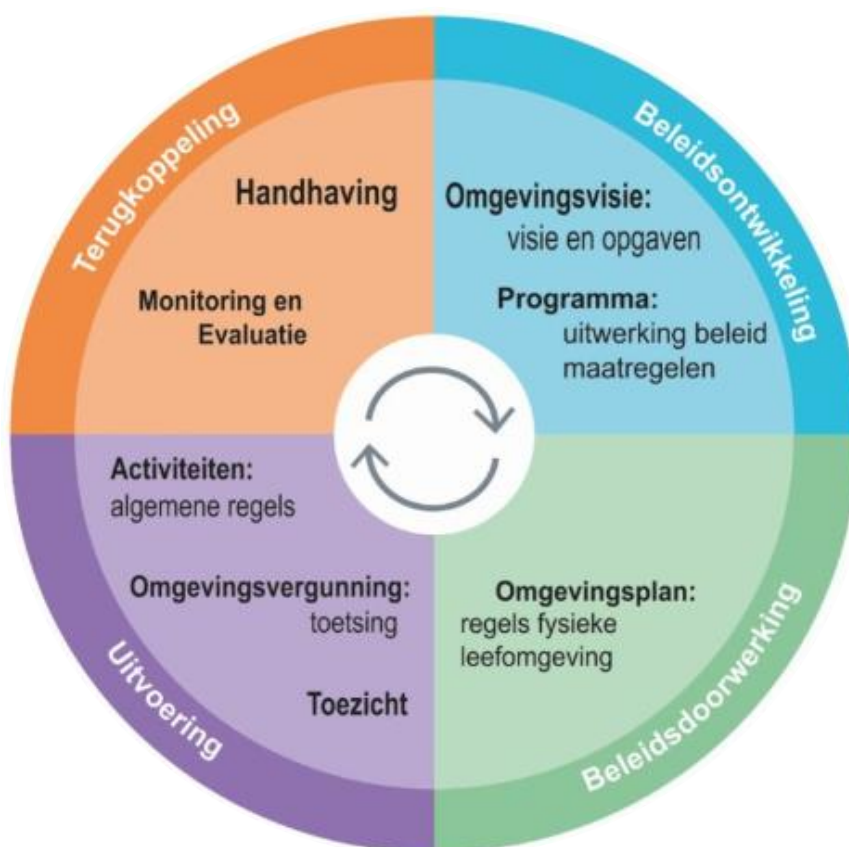 Terugkoppeling
Handhaving
Monitoring en
Evaluatie
Beleidsontwikkeling
Omgevingsvisie:
visie en opgaven
Programma:
uitwerking beleid
maatregelen
Uitvoering
Activiteiten:
algemene regels
Omgevingsvergunning:
toetsing
Toezicht
Beleidsdoorwerking
Omgevingsplan:
regels fysieke
leefomgeving